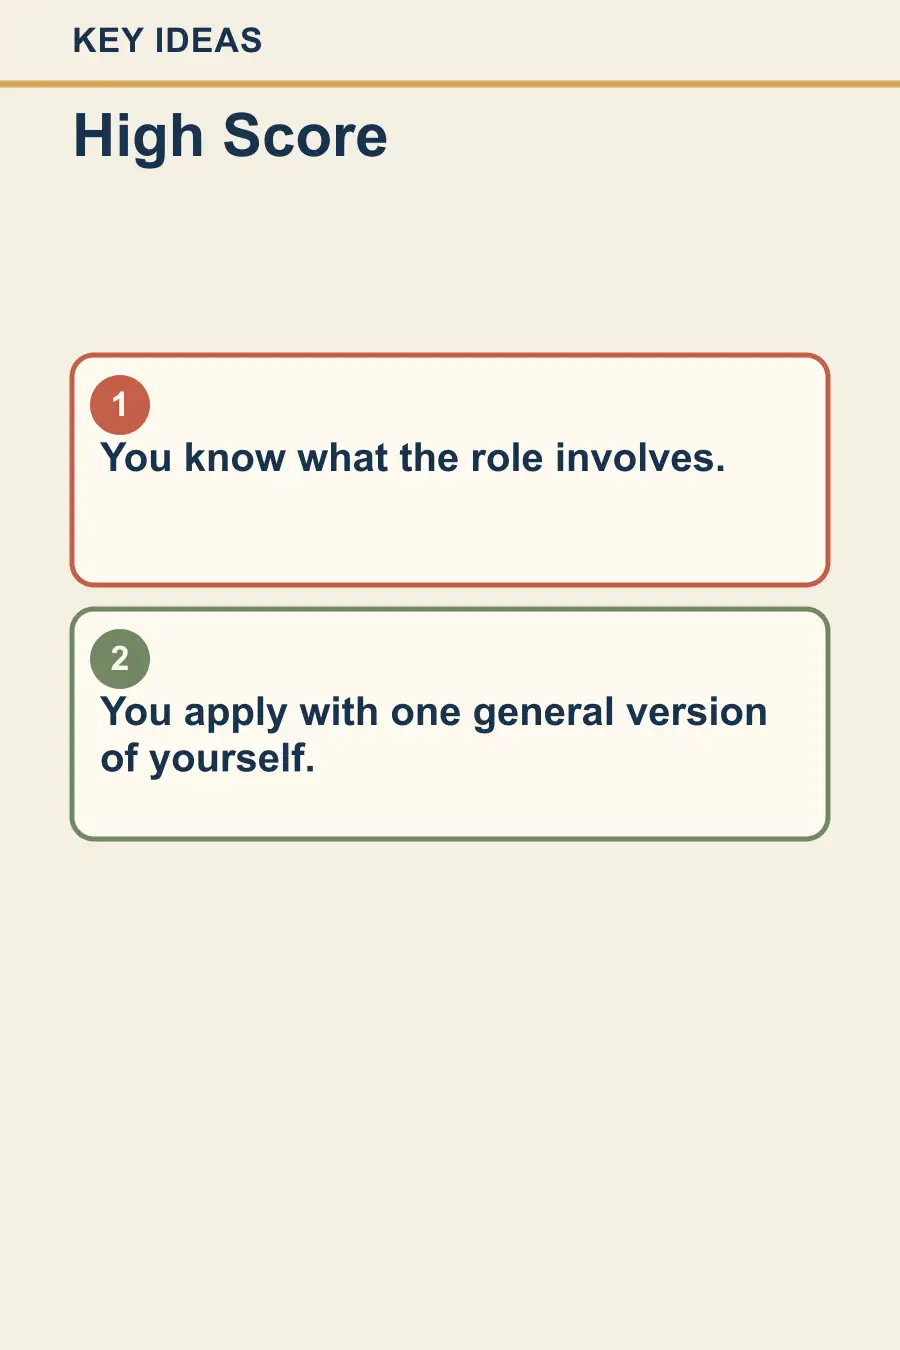 KEY IDEAS
High Score
1
You know what the role involves.
2
You apply with one general version
of yourself.